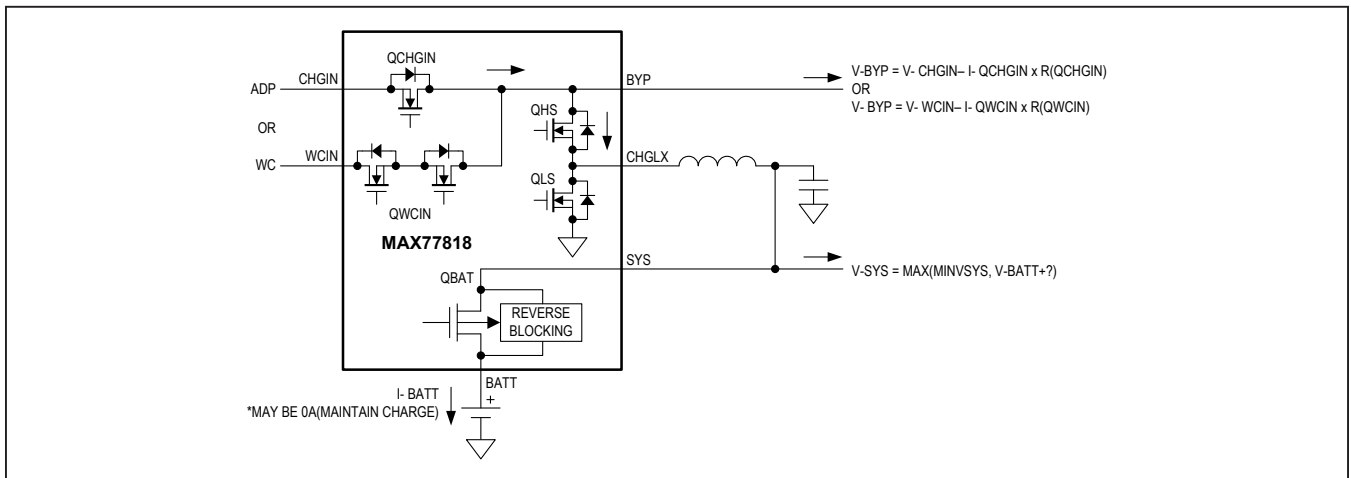 QCHGIN
CHGIN
BYP
V-BYP = V- CHGIN– I- QCHGIN x R(QCHGIN)
ADP
OR
OR
QHS
V- BYP = V- WCIN– I- QWCIN x R(QWCIN)
WCIN
WC
CHGLX
QLS
QWCIN
MAX77818
SYS
QBAT
V-SYS = MAX(MINVSYS, V-BATT+?)
REVERSE
BLOCKING
BATT
I- BATT
+
*MAY BE 0A(MAINTAIN CHARGE)